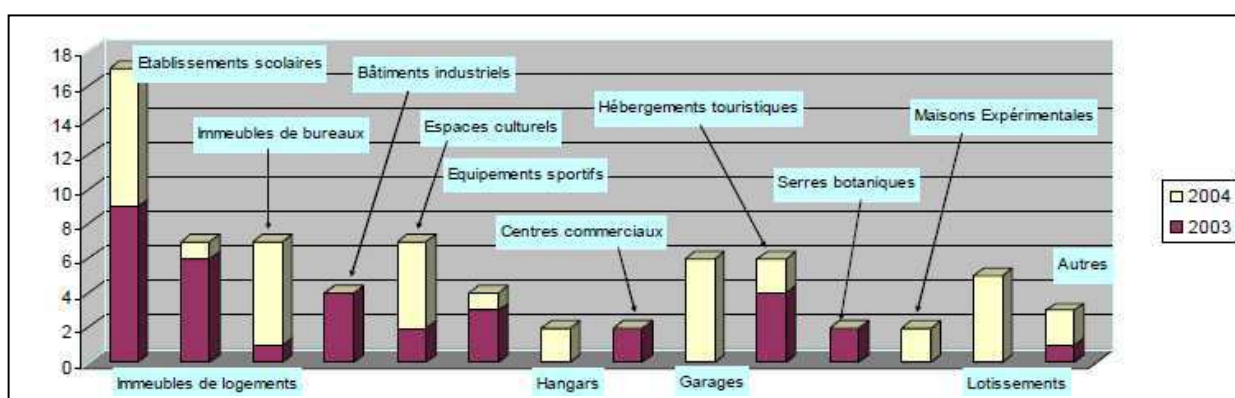 18
16
14
12
10
8
6
4
2
0
Etablissements scolaires
Bâtiments industriels
Immeubles de bureaux
Espaces culturels
Equipements sportifs
Centres commerciaux
Hébergements touristiques
Maisons Expérimentales
Serres botaniques
Autres
Immeubles de logements
Hangars
Garages
Lotissements
2004
2003